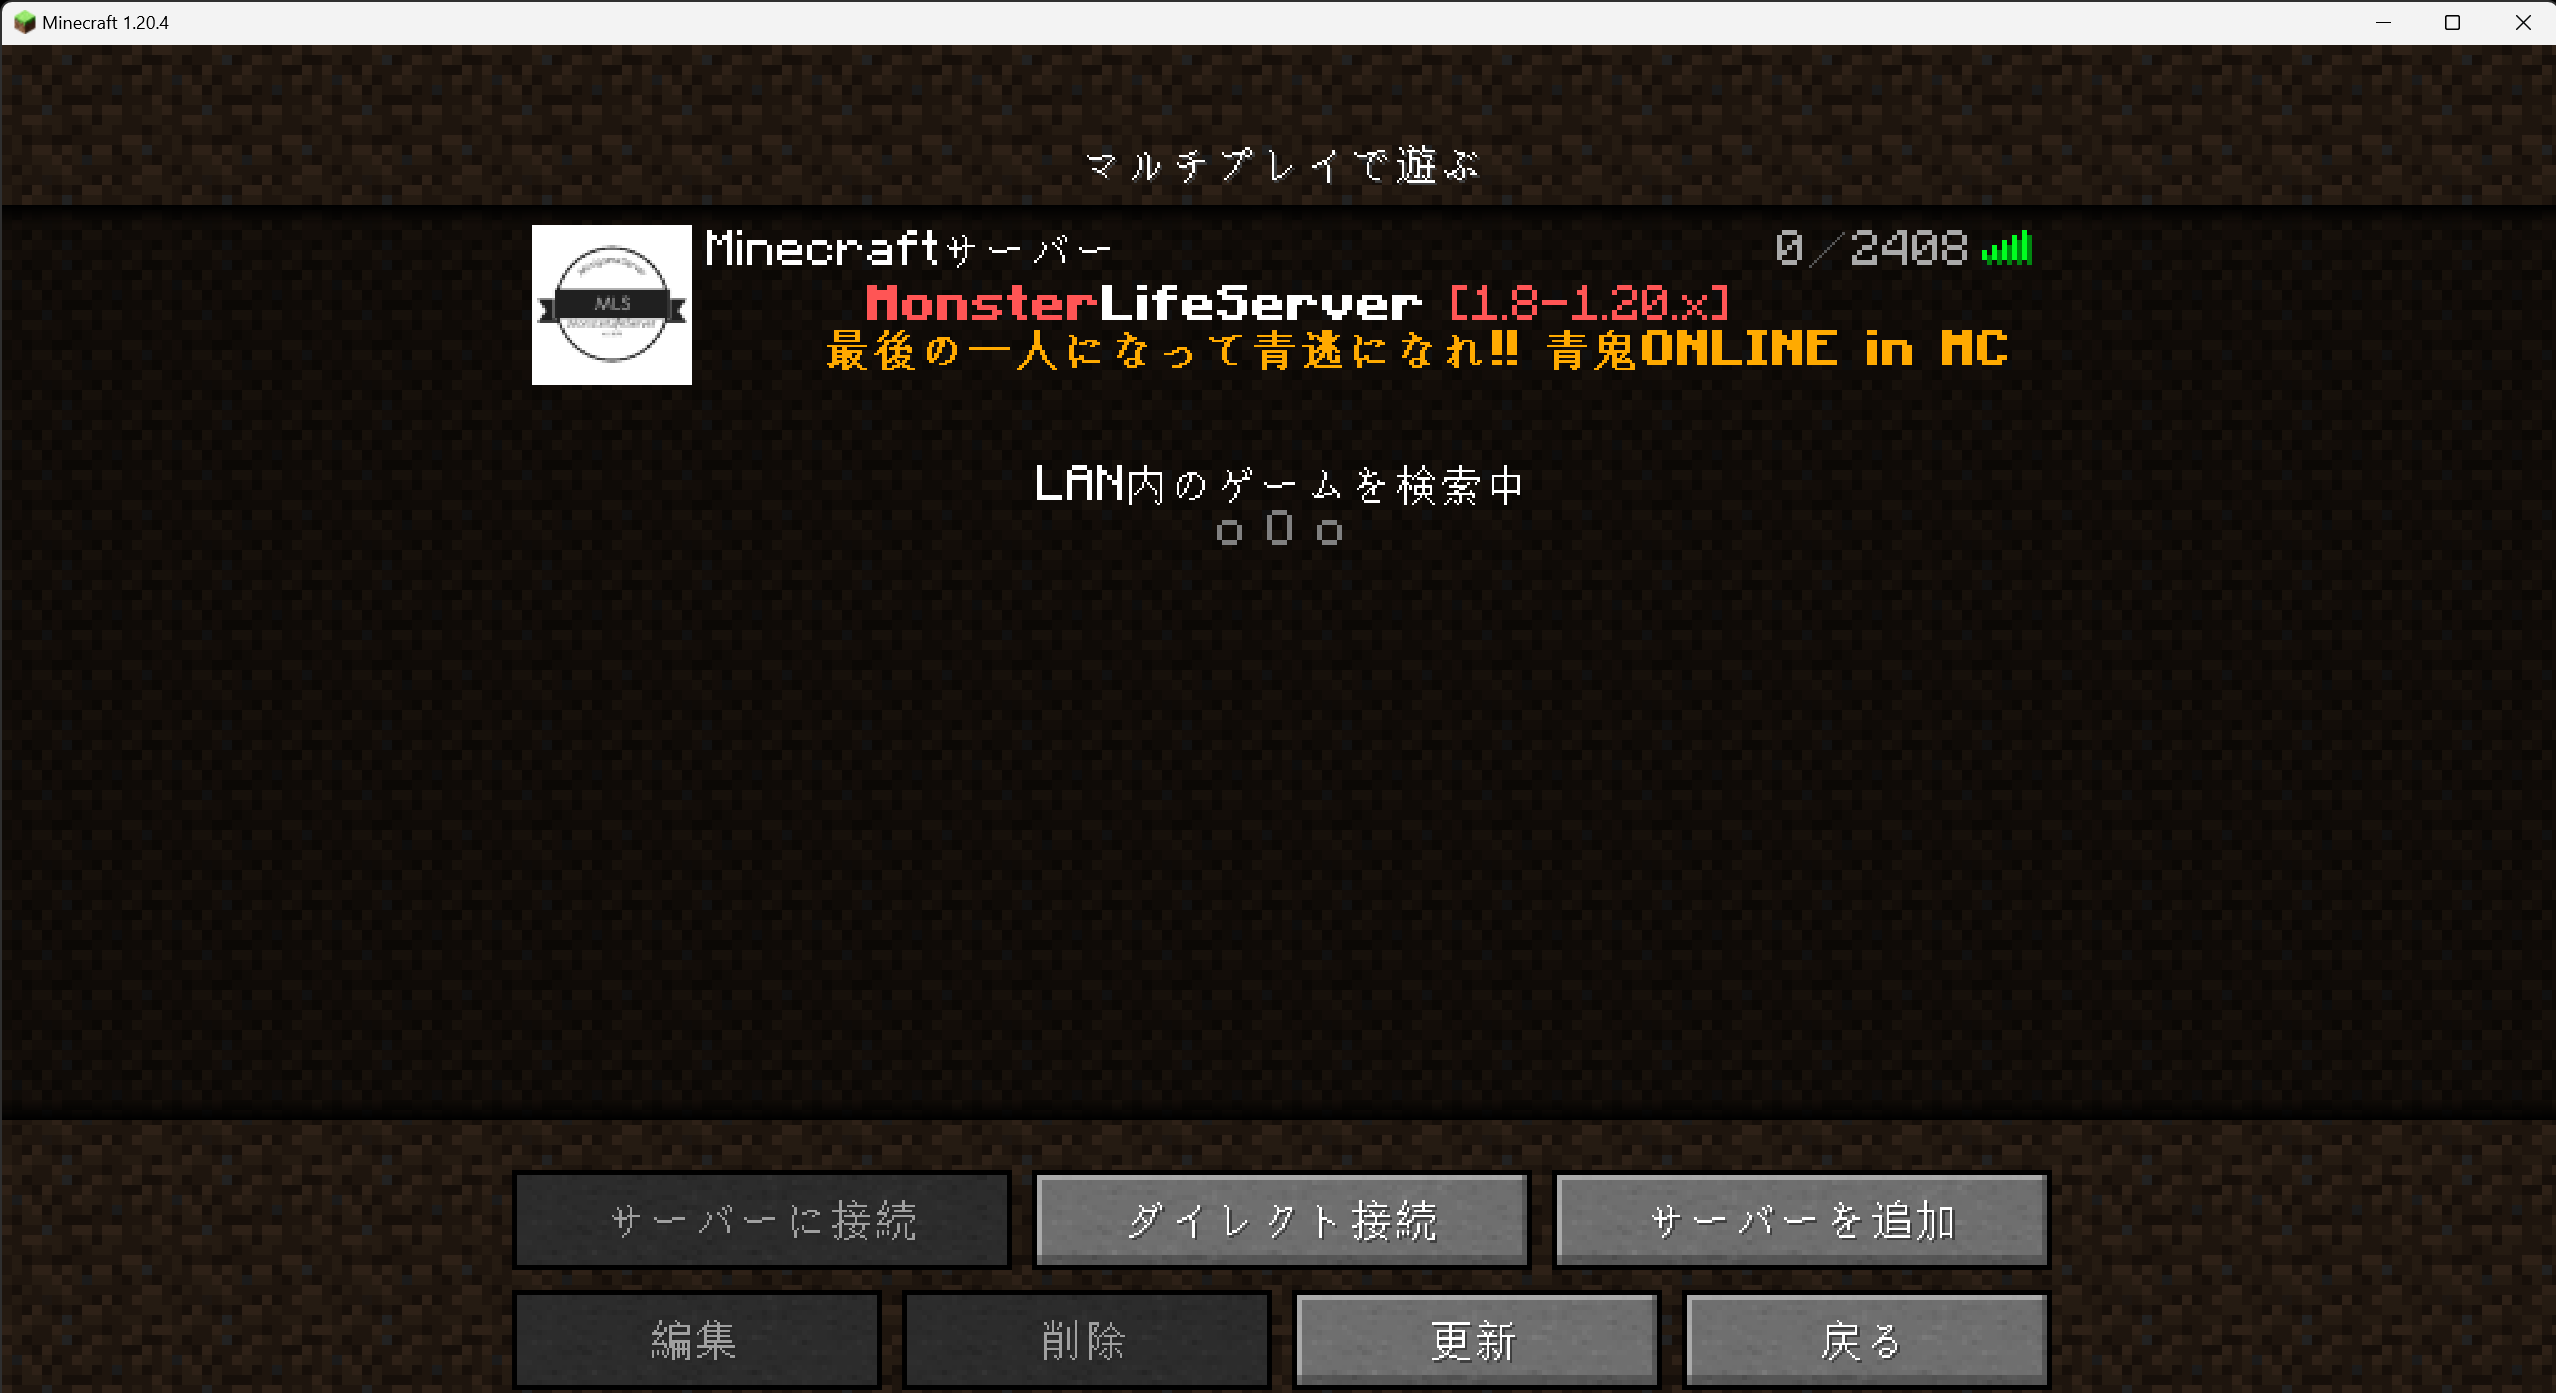 Minecraft 1.20.4
マルチプレイで遊ぶ
Minecraftサーバー
0/2408
MLS
MonsterLifeServer [1.8-1.20.x]
最後の一人になって青逃になれ!! 青鬼ONLINE in MC
LAN内のゲームを検索中
o O o
サーバーに接続
ダイレクト接続
サーバーを追加
編集
削除
更新
戻る